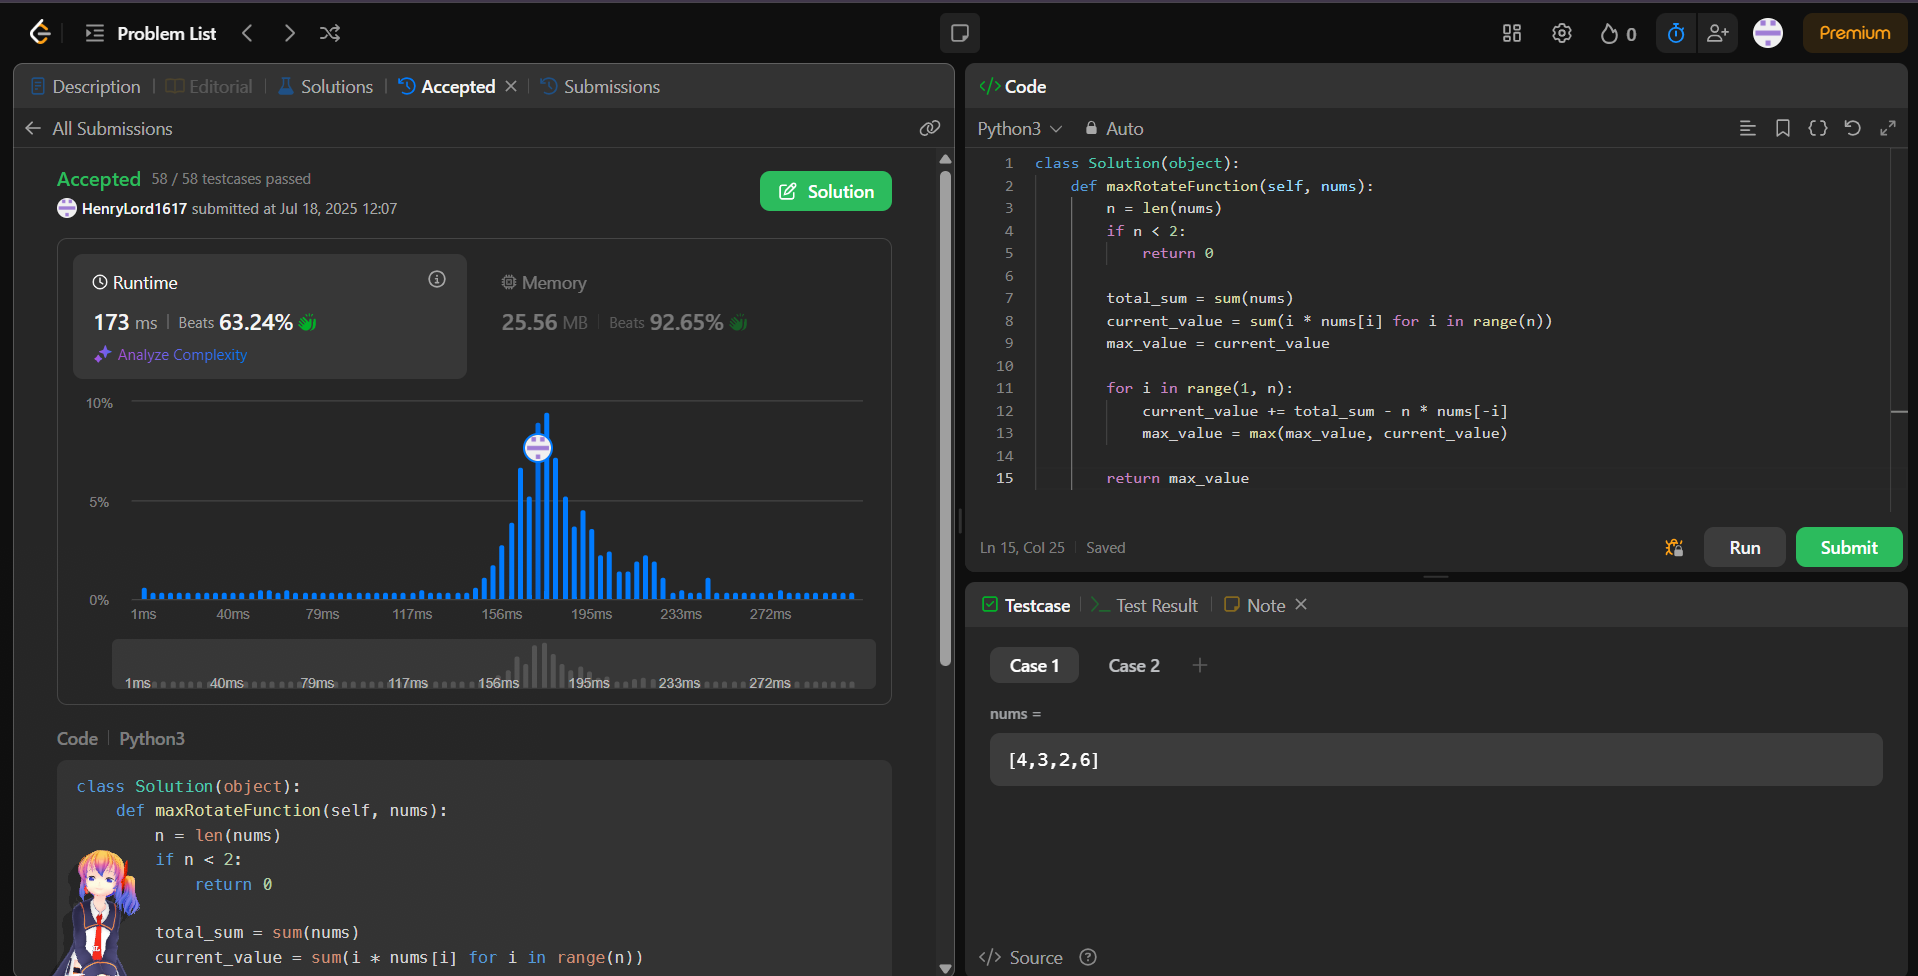 Problem List
0
Premium
Description
Editorial
Solutions
Accepted
Submissions
All Submissions
Accepted 58 / 58 testcases passed
HenryLord1617 submitted at Jul 18, 2025 12:07
Solution
Runtime
173 ms Beats 63.24%
Analyze Complexity
Memory
25.56 MB Beats 92.65%
10%
5%
0%
1ms 40ms 79ms 117ms 156ms 195ms 233ms 272ms
1ms 40ms 79ms 117ms 156ms 195ms 233ms 272ms
Code Python3
class Solution(object):
def maxRotateFunction(self, nums):
n = len(nums)
if n < 2:
return 0
total_sum = sum(nums)
current_value = sum(i * nums[i] for i in range(n))
</> Code
Python3 Auto
1 class Solution(object):
2 def maxRotateFunction(self, nums):
3 n = len(nums)
4 if n < 2:
5 return 0
6
7 total_sum = sum(nums)
8 current_value = sum(i * nums[i] for i in range(n))
9 max_value = current_value
10
11 for i in range(1, n):
12 current_value += total_sum - n * nums[-i]
13 max_value = max(max_value, current_value)
14
15 return max_value
Ln 15, Col 25 Saved
Run
Submit
Testcase
Test Result
Note
Case 1
Case 2
nums =
[4,3,2,6]
</> Source